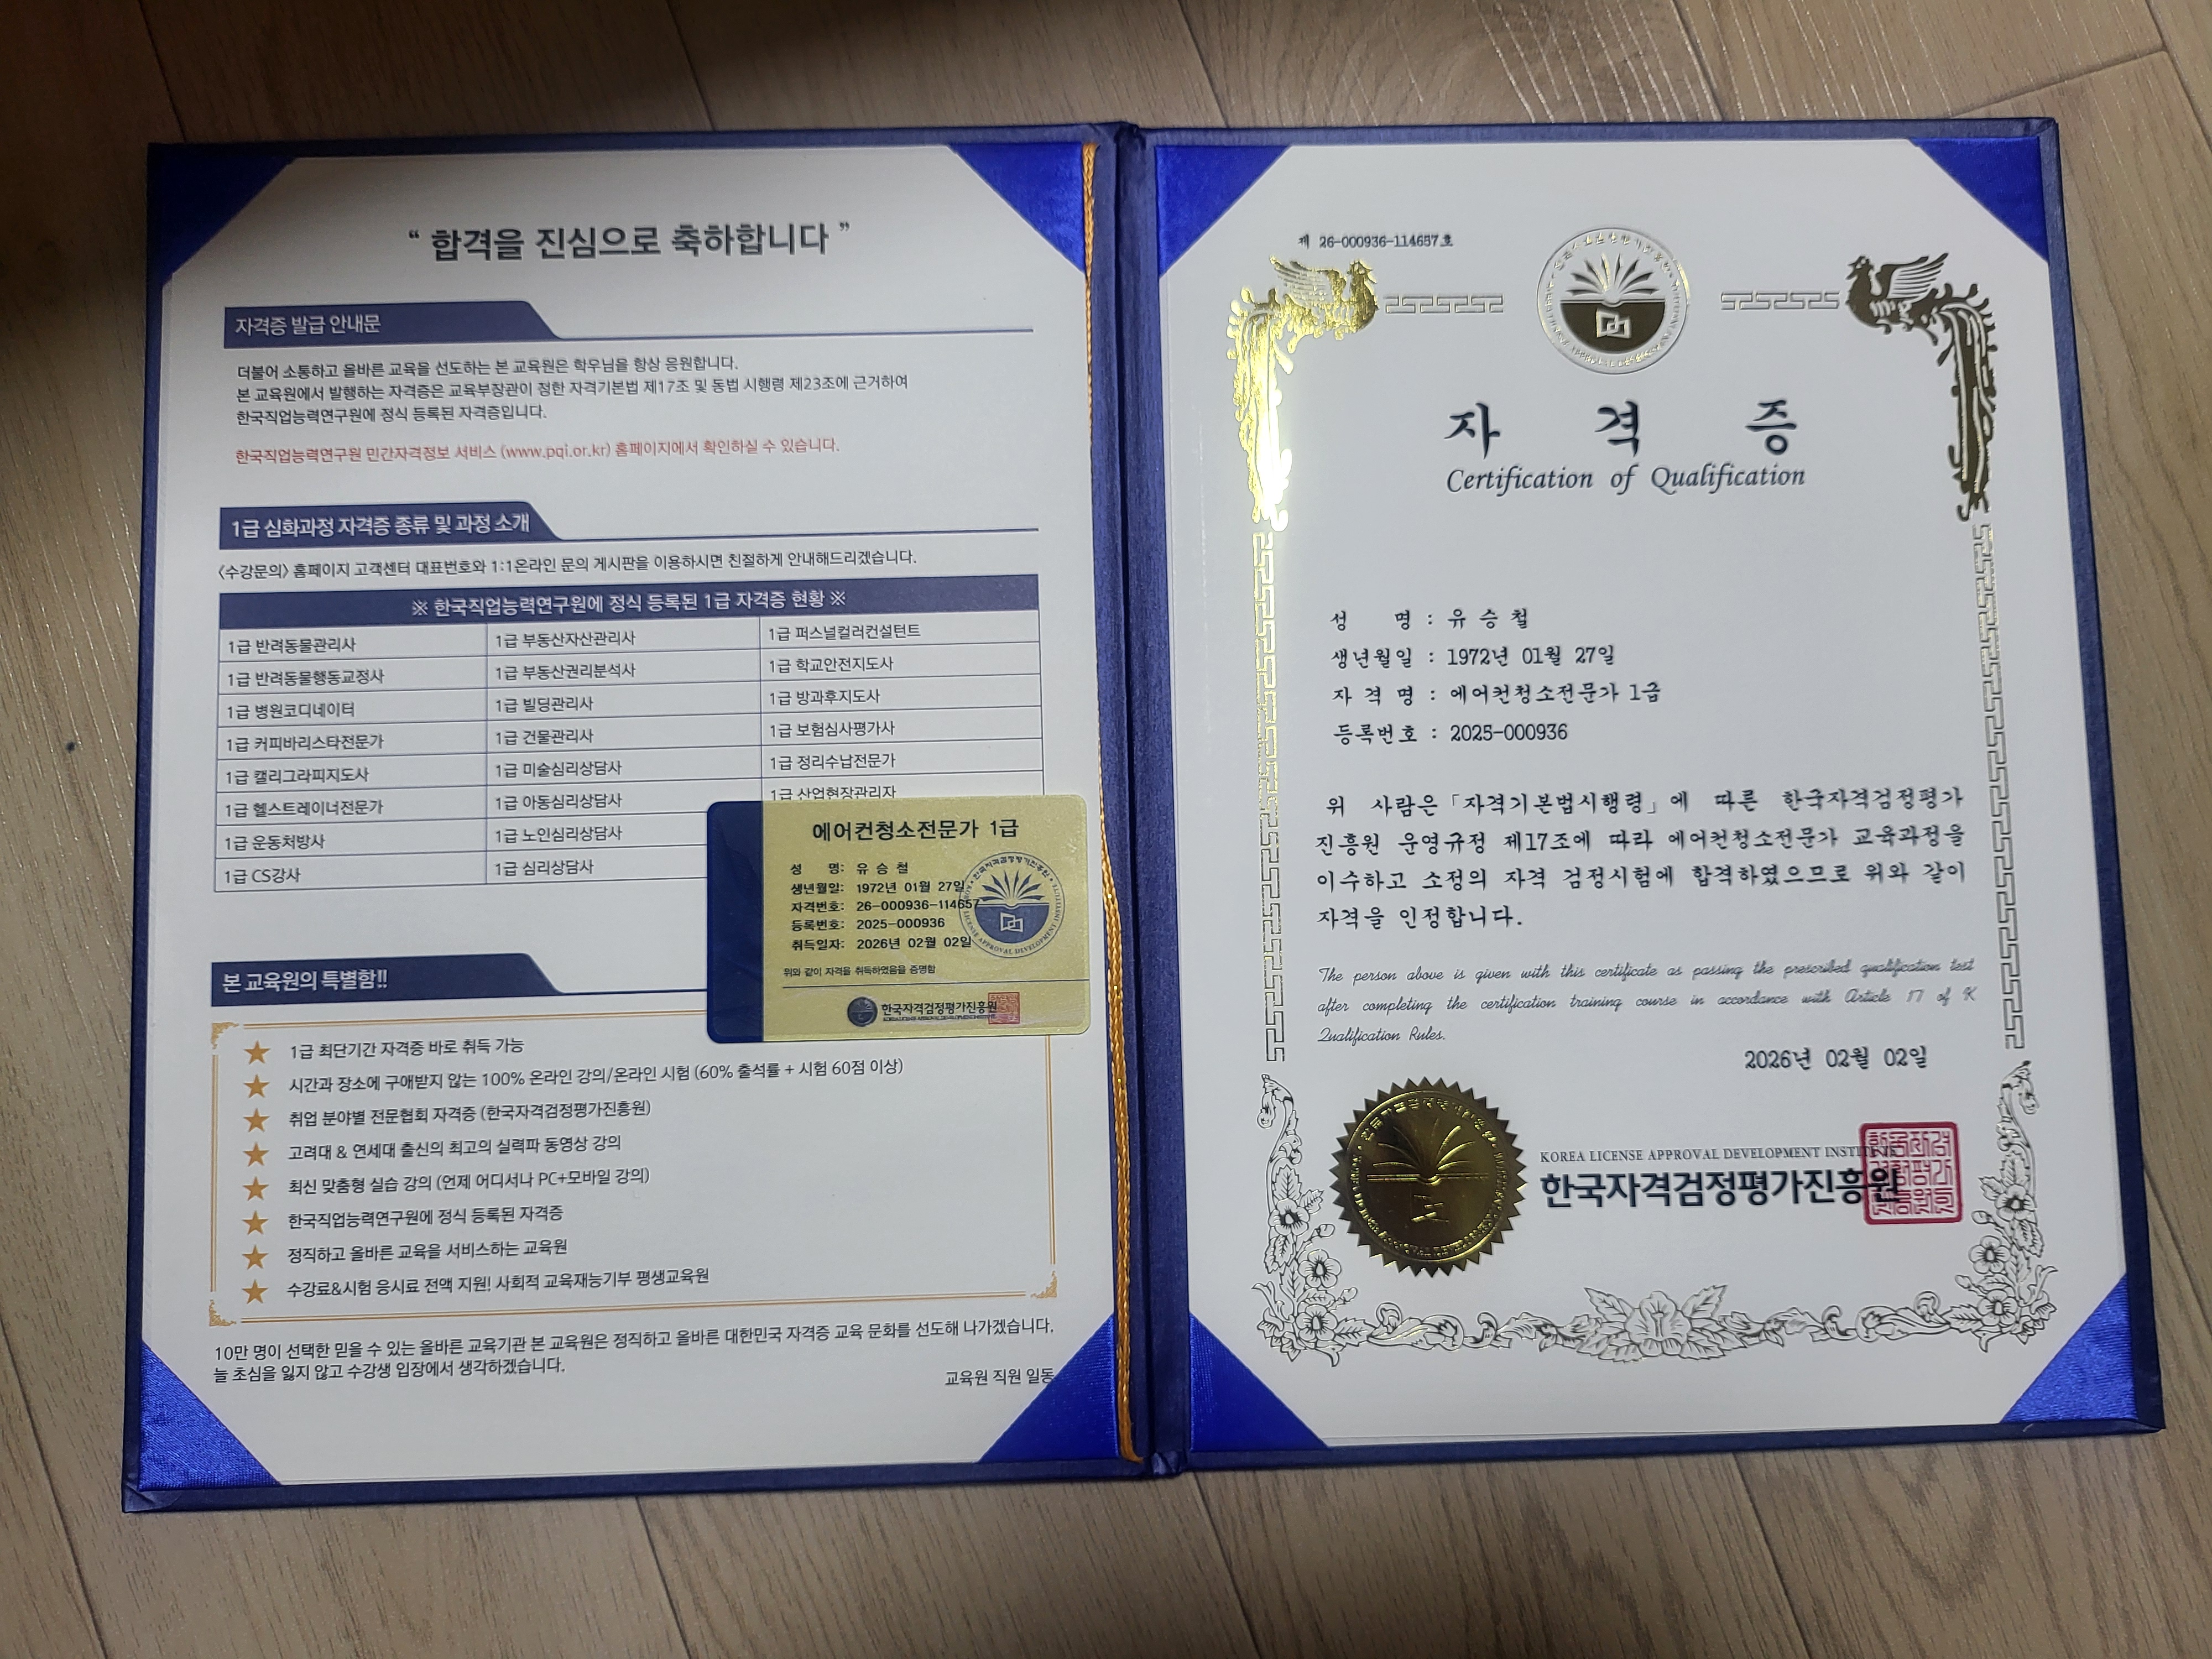 “ 합격을 진심으로 축하합니다 ”
자격증 발급 안내문
더불어 소통하고 올바른 교육을 선도하는 본 교육원은 학우님을 항상 응원합니다.
본 교육원에서 발행하는 자격증은 교육부장관이 정한 자격기본법 제17조 및 동법 시행령 제23조에 근거하여
한국직업능력연구원에 정식 등록된 자격증입니다.
한국직업능력연구원 민간자격정보 서비스 (www.pqi.or.kr) 홈페이지에서 확인하실 수 있습니다.
1급 심화과정 자격증 종류 및 과정 소개
<수강문의> 홈페이지 고객센터 대표번호와 1:1온라인 문의 게시판을 이용하시면 친절하게 안내해드리겠습니다.
※ 한국직업능력연구원에 정식 등록된 1급 자격증 현황 ※
1급 반려동물관리사 1급 부동산자산관리사 1급 퍼스널컬러컨설턴트
1급 반려동물행동교정사 1급 부동산권리분석사 1급 학교안전지도사
1급 병원코디네이터 1급 빌딩관리사 1급 방과후지도사
1급 커피바리스타전문가 1급 건물관리사 1급 보험심사평가사
1급 캘리그라피지도사 1급 미술심리상담사 1급 정리수납전문가
1급 헬스트레이너전문가 1급 아동심리상담사 1급 산업현장관리자
1급 운동처방사 1급 노인심리상담사
1급 CS강사 1급 심리상담사
에어컨청소전문가 1급
성 명: 유 승 철
생년월일: 1972년 01월 27일
자격번호: 26-000936-114657
등록번호: 2025-000936
취득일자: 2026년 02월 02일
위와 같이 자격을 취득하였음을 증명함
한국자격검정평가진흥원
본 교육원의 특별함!!
1급 최단기간 자격증 바로 취득 가능
시간과 장소에 구애받지 않는 100% 온라인 강의/온라인 시험 (60% 출석률 + 시험 60점 이상)
취업 분야별 전문협회 자격증 (한국자격검정평가진흥원)
고려대 & 연세대 출신의 최고의 실력파 동영상 강의
최신 맞춤형 실습 강의 (언제 어디서나 PC+모바일 강의)
한국직업능력연구원에 정식 등록된 자격증
정직하고 올바른 교육을 서비스하는 교육원
수강료&시험 응시료 전액 지원! 사회적 교육재능기부 평생교육원
10만 명이 선택한 믿을 수 있는 올바른 교육기관 본 교육원은 정직하고 올바른 대한민국 자격증 교육 문화를 선도해 나가겠습니다.
늘 초심을 잃지 않고 수강생 입장에서 생각하겠습니다.
교육원 직원 일동
제 26-000936-114657호
자 격 증
Certification of Qualification
성 명 : 유 승 철
생년월일 : 1972년 01월 27일
자 격 명 : 에어컨청소전문가 1급
등록번호 : 2025-000936
위 사람은「자격기본법시행령」에 따른 한국자격검정평가
진흥원 운영규정 제17조에 따라 에어컨청소전문가 교육과정을
이수하고 소정의 자격 검정시험에 합격하였으므로 위와 같이
자격을 인정합니다.
The person above is given with this certificate as passing the prescribed qualification test
after completing the certification training course in accordance with Article 17 of K
Qualification Rules.
2026년 02월 02일
KOREA LICENSE APPROVAL DEVELOPMENT INSTITUTE
한국자격검정평가진흥원